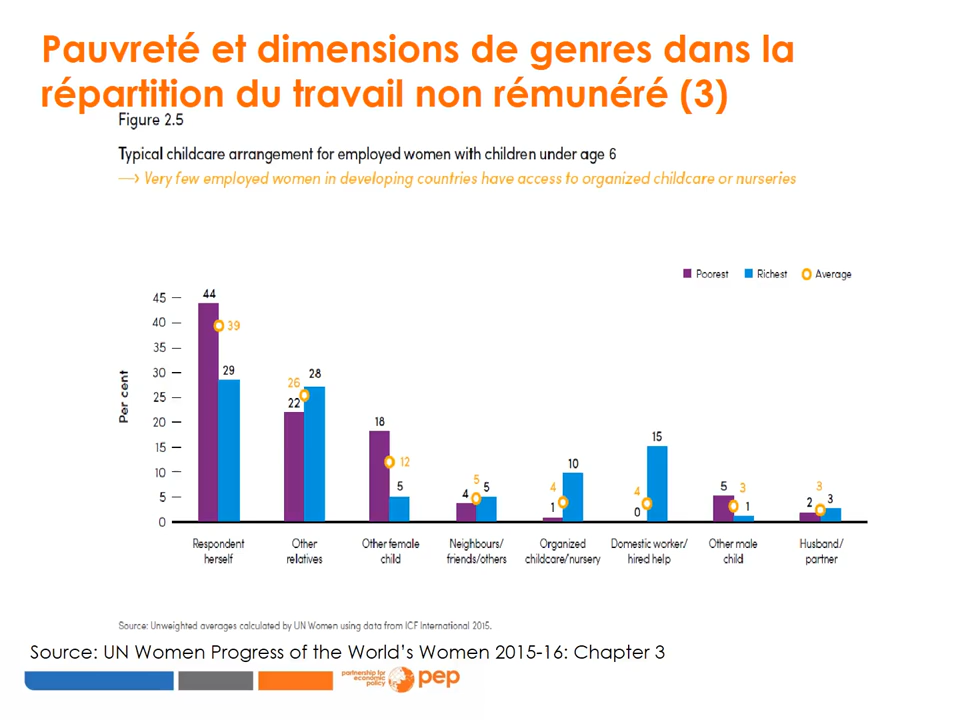 Pauvreté et dimensions de genres dans la
répartition du travail non rémunéré (3)
Figure 2.5
Typical childcare arrangement for employed women with children under age 6
—> Very few employed women in developing countries have access to organized childcare or nurseries
Poorest Richest Average
Per cent
45
40
35
30
25
20
15
10
5
0
44 39 29
26 22 28
18 12 5
4 5 5
1 4 10
4 0 15
5 3 1
2 3 3
Respondent herself
Other relatives
Other female child
Neighbours/ friends/others
Organized childcare/nursery
Domestic worker/ hired help
Other male child
Husband/ partner
Source: Unweighted averages calculated by UN Women using data from ICF International 2015.
Source: UN Women Progress of the World's Women 2015-16: Chapter 3
partnership for
economic
policy
pep